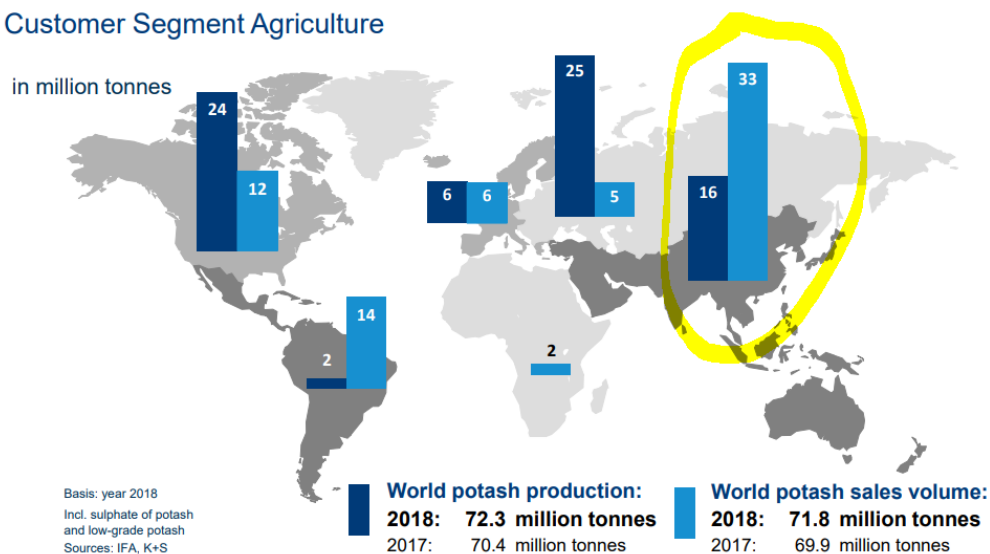 Customer Segment Agriculture
in million tonnes
24
12
6
6
25
5
16
33
2
14
2
Basis: year 2018
Incl. sulphate of potash
and low-grade potash
Sources: IFA, K+S
World potash production:
2018: 72.3 million tonnes
2017: 70.4 million tonnes
World potash sales volume:
2018: 71.8 million tonnes
2017: 69.9 million tonnes